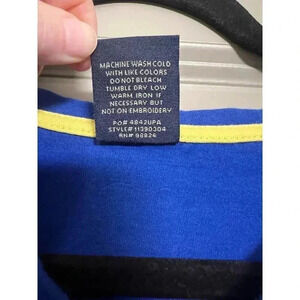 MACHINE WASH COLD
WITH LIKE COLORS
DO NOT BLEACH
TUMBLE DRY LOW
WARM IRON IF
NECESSARY BUT
NOT ON EMBROIDERY
PO# 4842UPA
STYLE# 11390304
RN# 98826